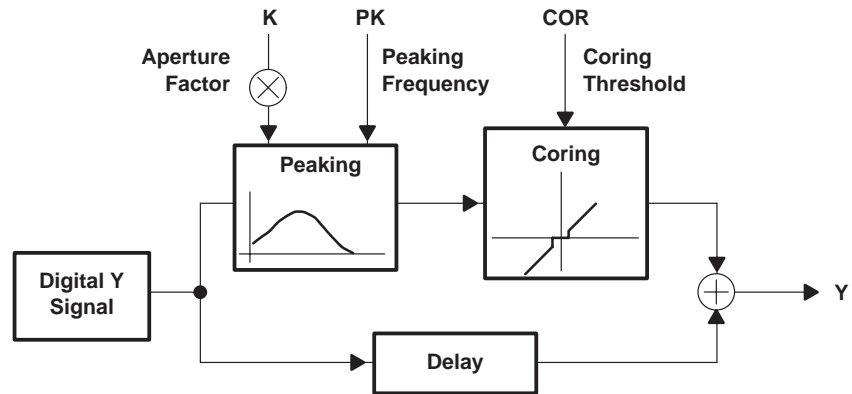 K
PK
COR
Aperture
Factor
Peaking
Frequency
Coring
Threshold
Peaking
Coring
Digital Y
Signal
Y
Delay